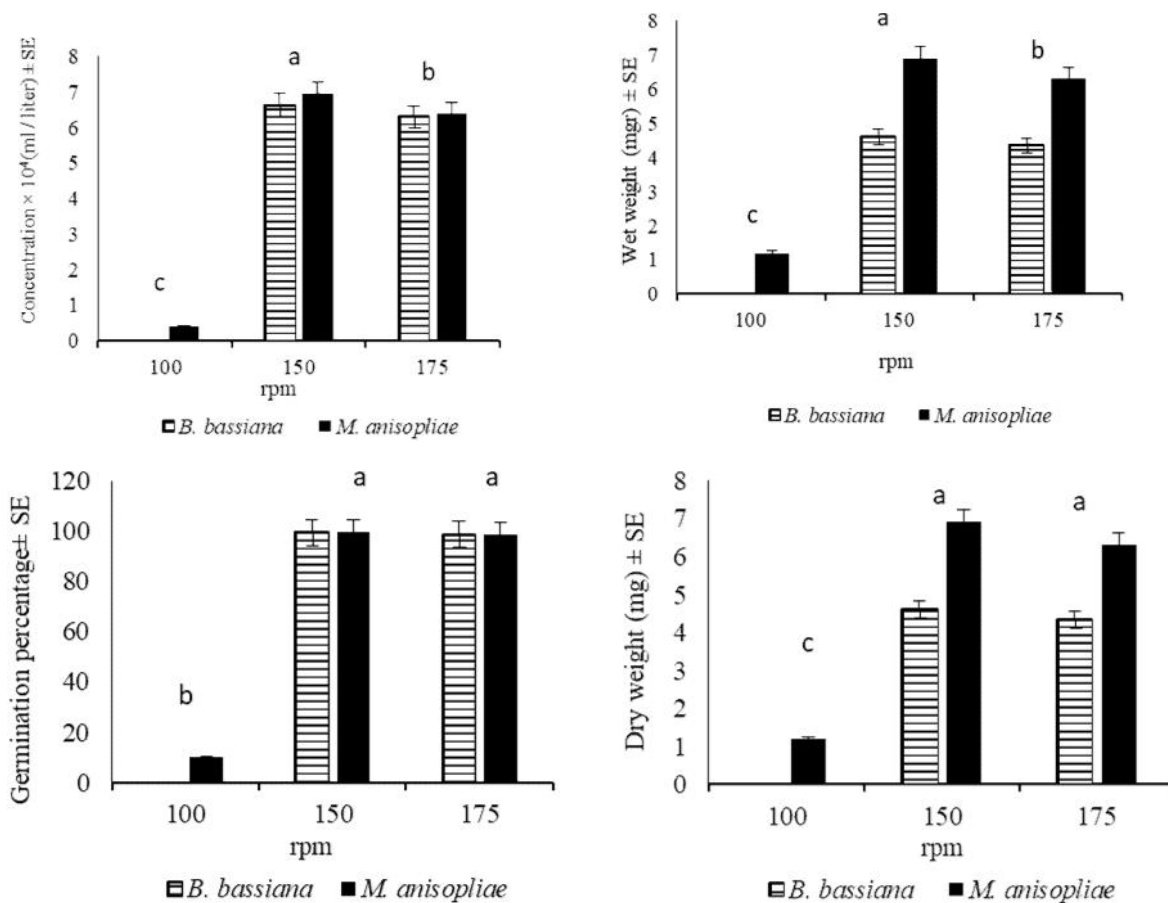 Concentration × 10⁴ (ml / liter) ± SE
8
7
6
5
4
3
2
1
0
c
a
b
100
150
175
rpm
B. bassiana
M. anisopliae
Wet weight (mgr) ± SE
8
7
6
5
4
3
2
1
0
c
a
b
100
150
175
rpm
B. bassiana
M. anisopliae
Germination percentage± SE
120
100
80
60
40
20
0
b
a
a
100
150
175
rpm
B. bassiana
M. anisopliae
Dry weight (mg) ± SE
8
7
6
5
4
3
2
1
0
c
a
a
100
150
175
rpm
B. bassiana
M. anisopliae